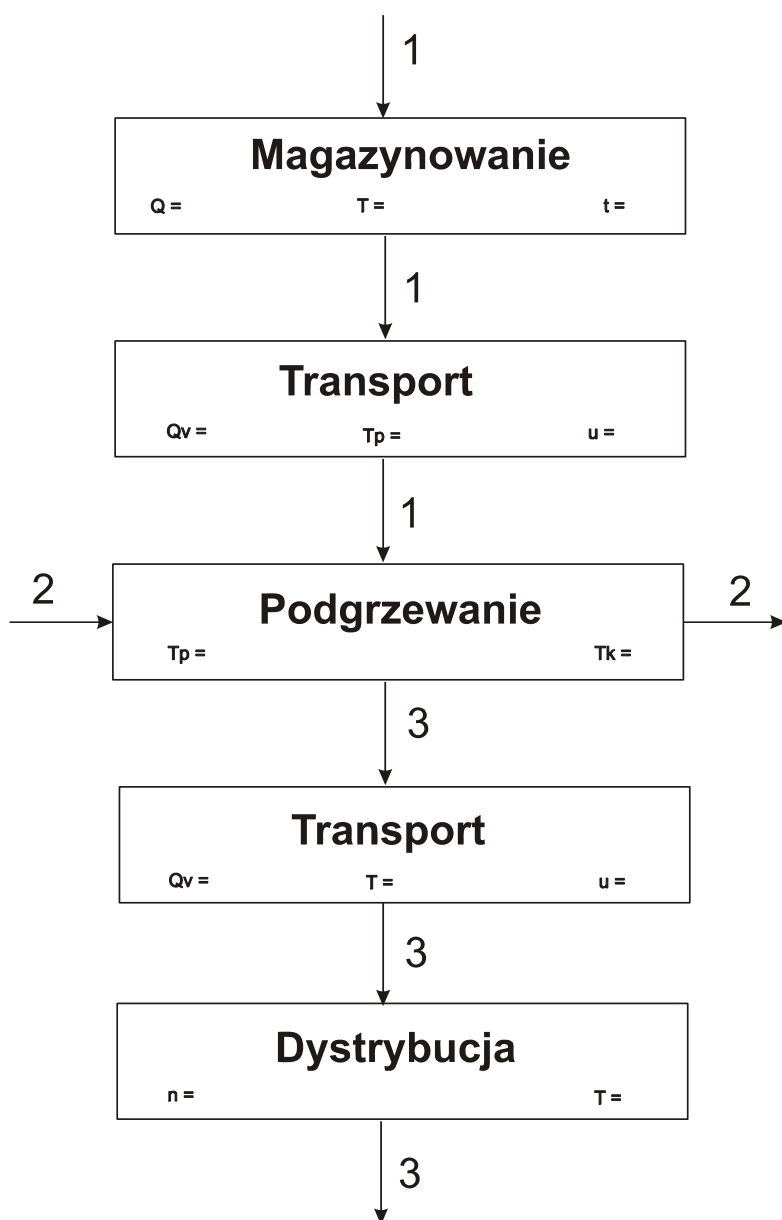 1
Magazynowanie
Q = T = t =
1
Transport
Qv = Tp = u =
1
2 2
Podgrzewanie
Tp = Tk =
3
Transport
Qv = T = u =
3
Dystrybucja
n = T =
3